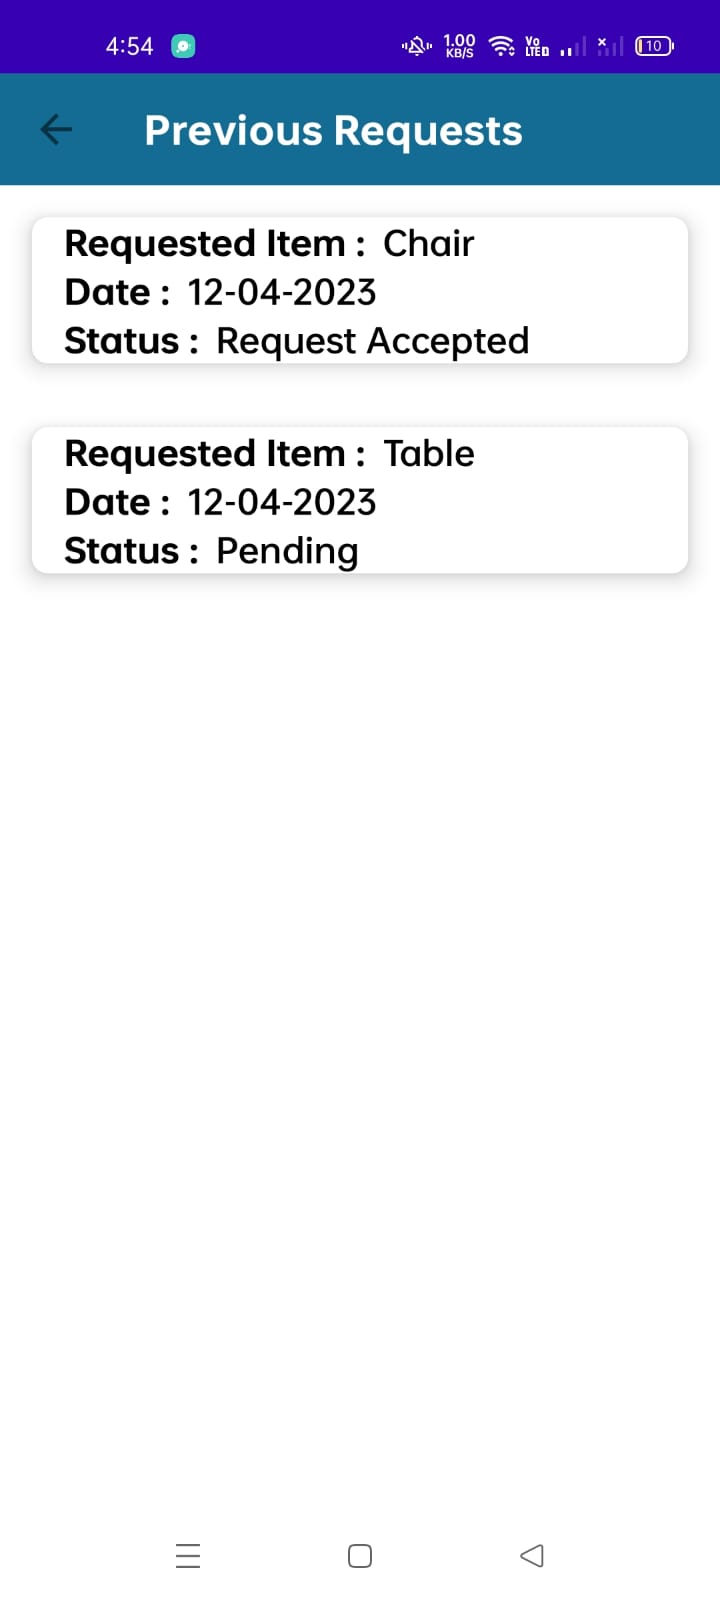 4:54 1.00 KB/S Vo LTE 10
Previous Requests
Requested Item : Chair
Date : 12-04-2023
Status : Request Accepted
Requested Item : Table
Date : 12-04-2023
Status : Pending